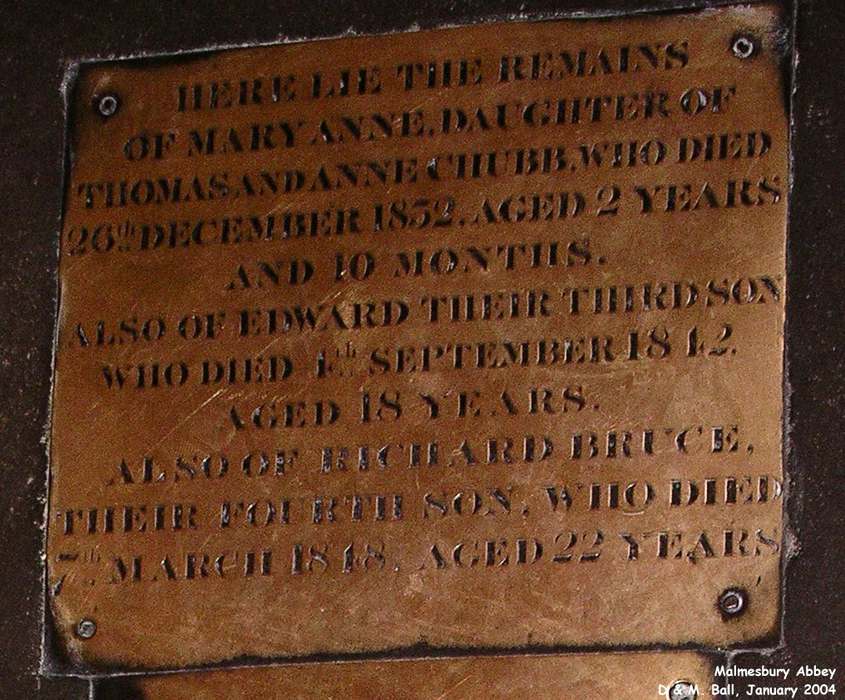 HERE LIE THE REMAINS
OF MARY ANNE, DAUGHTER OF
THOMAS, AND ANNE CHUBB, WHO DIED
26th DECEMBER 1832, AGED 2 YEARS
AND 10 MONTHS.
ALSO OF EDWARD THEIR THIRD SON
WHO DIED 4th SEPTEMBER 1842,
AGED 18 YEARS.
ALSO OF RICHARD BRUCE,
THEIR FOURTH SON, WHO DIED
7th MARCH 1848, AGED 22 YEARS
Malmesbury Abbey
D & M. Ball, January 2004